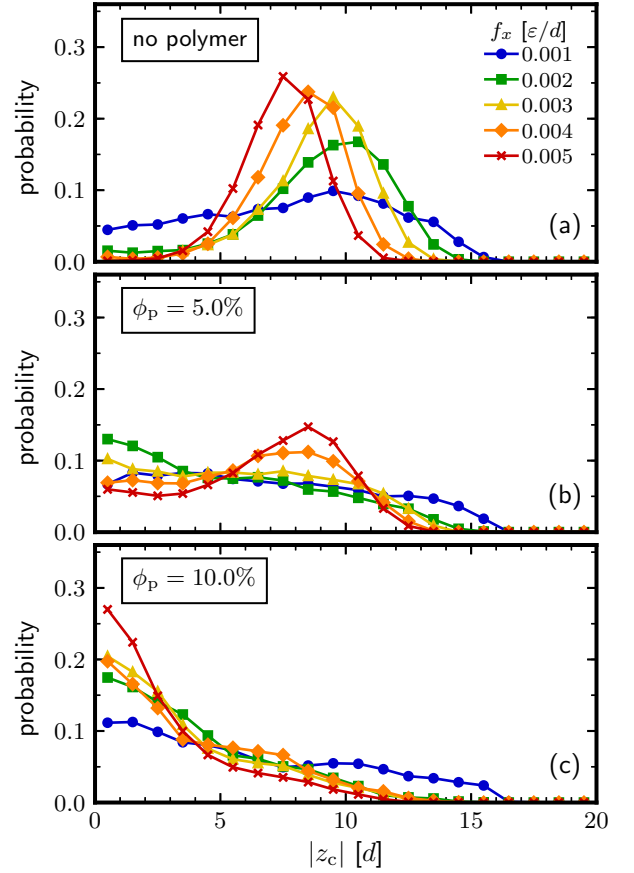 no polymer
f_x [ε/d]
0.001
0.002
0.003
0.004
0.005
0.3
0.2
0.1
0.0
probability
(a)
ϕ_p = 5.0%
0.3
0.2
0.1
0.0
probability
(b)
ϕ_p = 10.0%
0.3
0.2
0.1
0.0
probability
(c)
0 5 10 15 20
|z_c| [d]